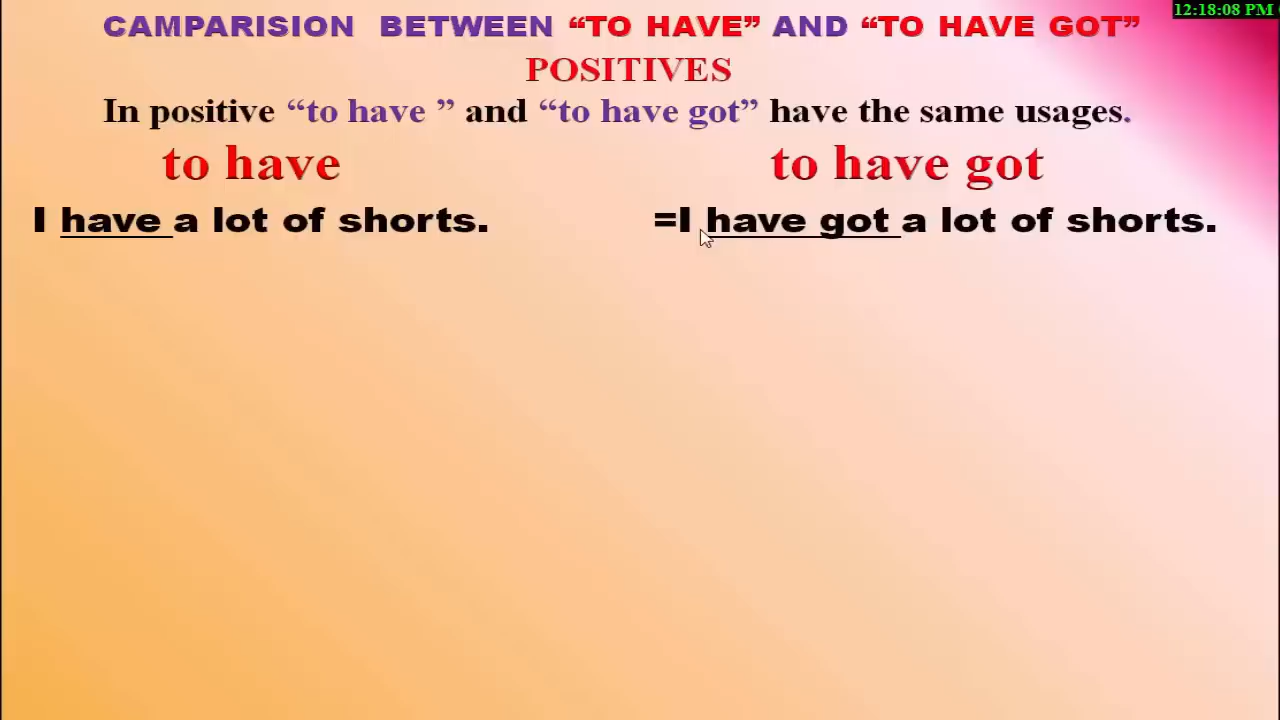 12:18:08 PM
CAMPARISION BETWEEN “TO HAVE” AND “TO HAVE GOT”
POSITIVES
In positive “to have ” and “to have got” have the same usages.
to have to have got
I have a lot of shorts. =I have got a lot of shorts.